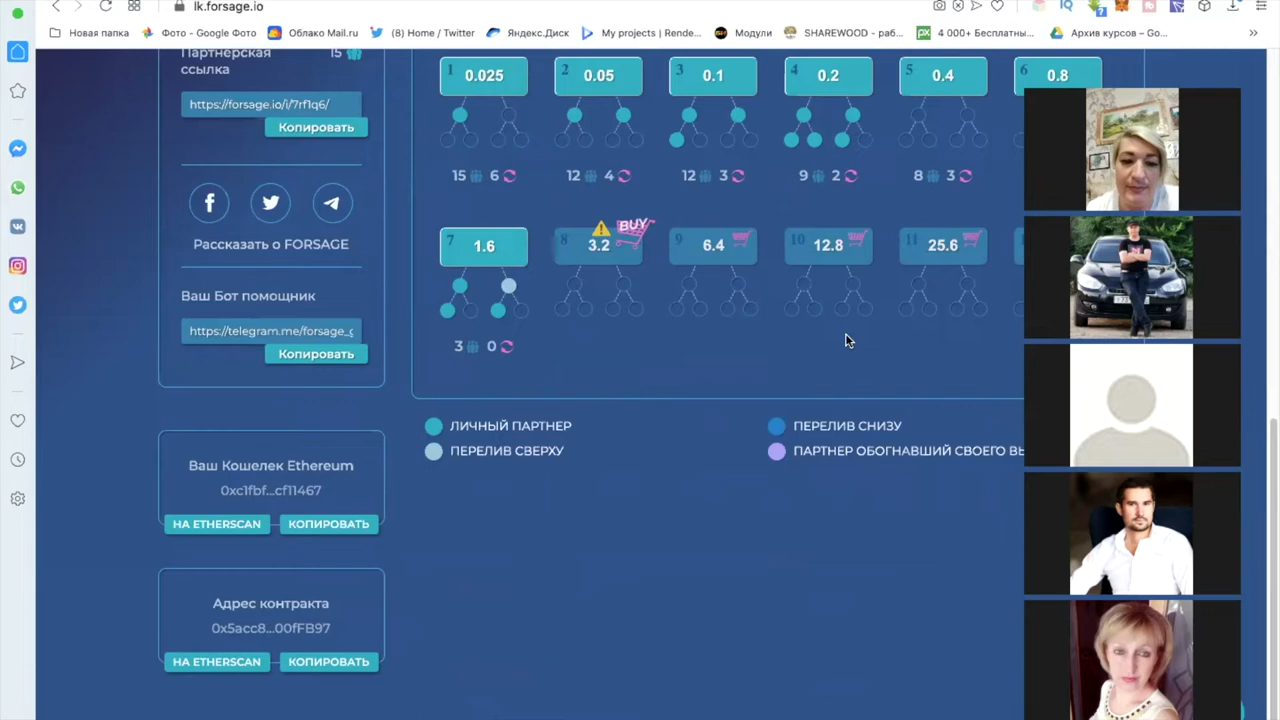 lk.forsage.io
Новая папка
Фото - Google Фото
Облако Mail.ru
(8) Home / Twitter
Яндекс.Диск
My projects | Rende...
Модули
SHAREWOOD - раб...
4 000+ Бесплатны...
Архив курсов – Go...
Партнерская 15
ссылка
https://forsage.io/i/7rf1q6/
Копировать
Рассказать о FORSAGE
Ваш Бот помощник
https://telegram.me/forsage_g
Копировать
Ваш Кошелек Ethereum
0xc1fbf...cf11467
НА ETHERSCAN КОПИРОВАТЬ
Адрес контракта
0x5acc8...00fFB97
НА ETHERSCAN КОПИРОВАТЬ
1 0.025
2 0.05
3 0.1
4 0.2
5 0.4
6 0.8
15 6
12 4
12 3
9 2
8 3
7 1.6
8 3.2 BUY
9 6.4
10 12.8
11 25.6
3 0
ЛИЧНЫЙ ПАРТНЕР
ПЕРЕЛИВ СНИЗУ
ПЕРЕЛИВ СВЕРХУ
ПАРТНЕР ОБОГНАВШИЙ СВОЕГО ВЫ